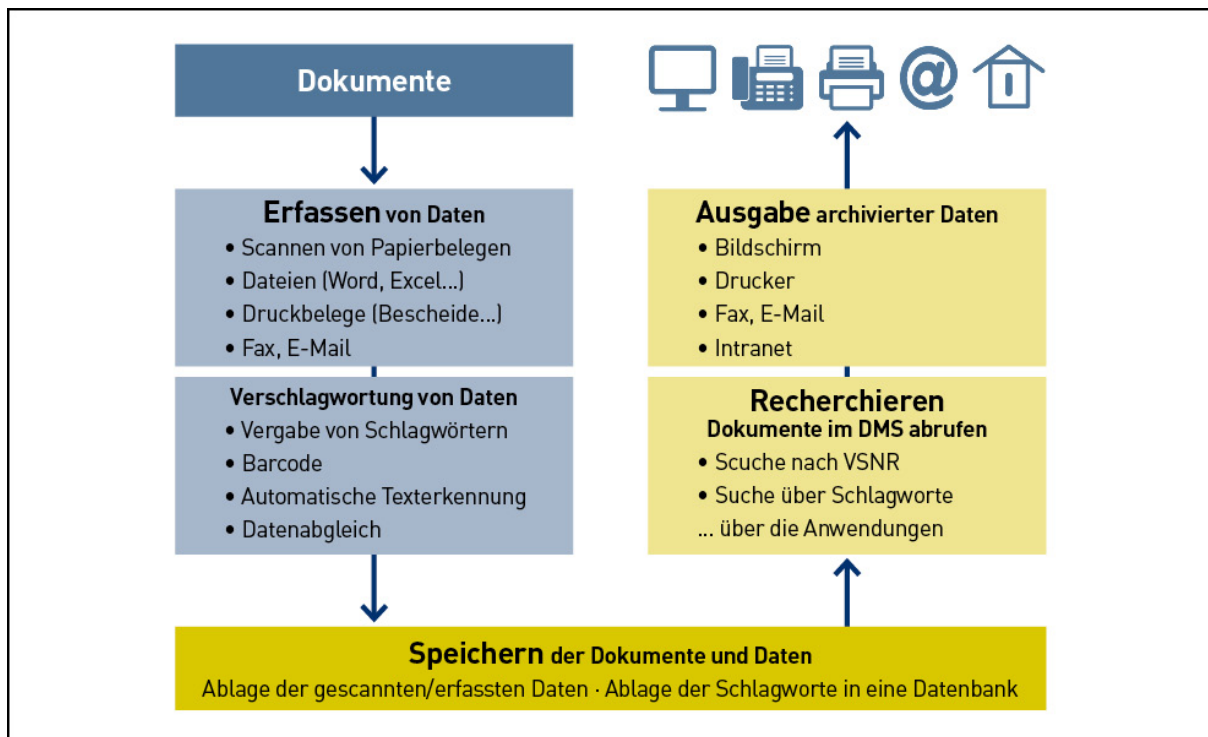 Dokumente
@
Erfassen von Daten
• Scannen von Papierbelegen
• Dateien (Word, Excel...)
• Druckbelege (Bescheide...)
• Fax, E-Mail
Verschlagwortung von Daten
• Vergabe von Schlagwörtern
• Barcode
• Automatische Texterkennung
• Datenabgleich
Speichern der Dokumente und Daten
Ablage der gescannten/erfassten Daten · Ablage der Schlagworte in eine Datenbank
Recherchieren
Dokumente im DMS abrufen
• Scuche nach VSNR
• Suche über Schlagworte
... über die Anwendungen
Ausgabe archivierter Daten
• Bildschirm
• Drucker
• Fax, E-Mail
• Intranet